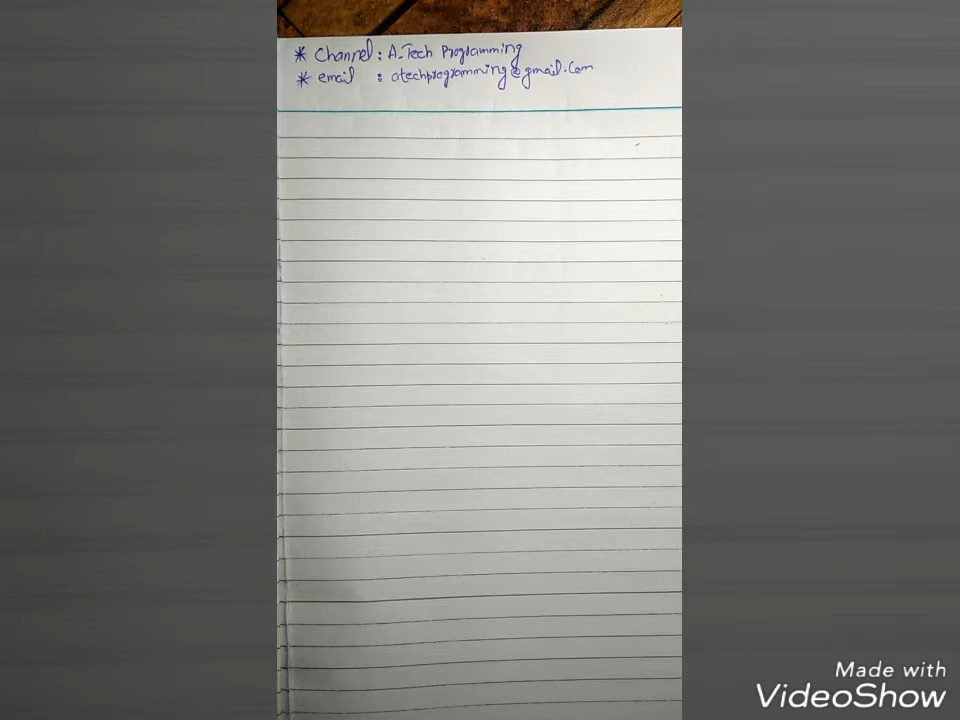 * Channel : A-Tech Programming
* email : atechprogramming@gmail.com
Made with
VideoShow